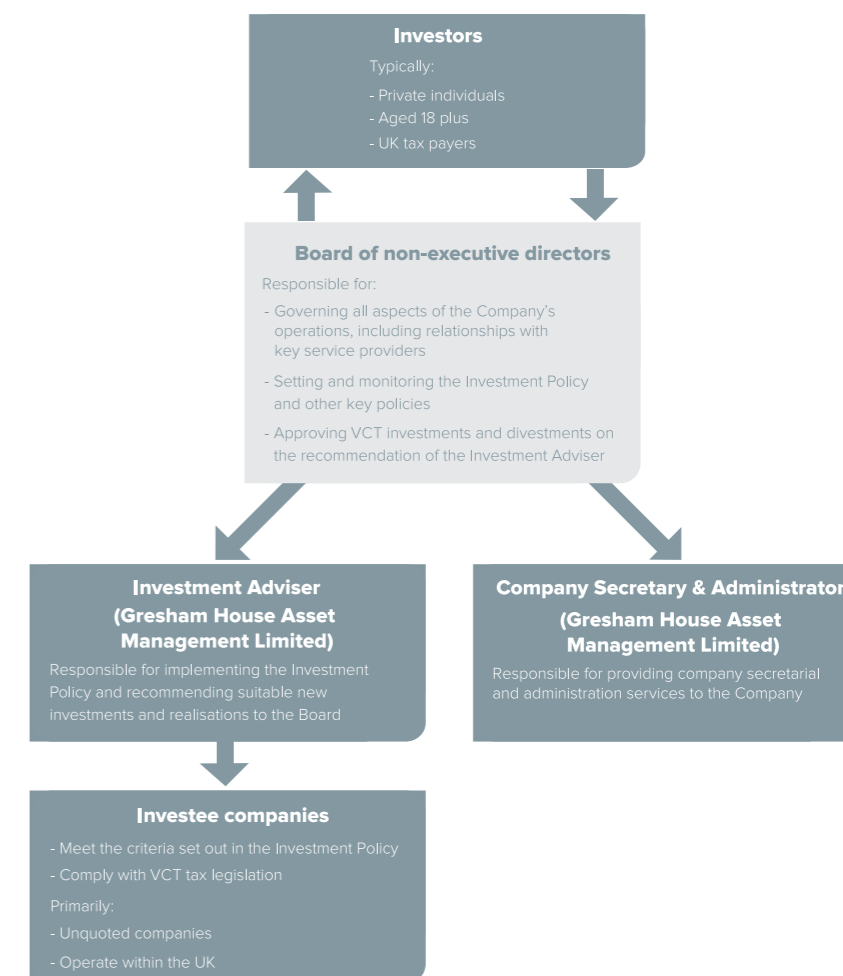 Investors
Typically:
- Private individuals
- Aged 18 plus
- UK tax payers
Board of non-executive directors
Responsible for:
- Governing all aspects of the Company’s
operations, including relationships with
key service providers
- Setting and monitoring the Investment Policy
and other key policies
- Approving VCT investments and divestments on
the recommendation of the Investment Adviser
Investment Adviser
(Gresham House Asset
Management Limited)
Responsible for implementing the Investment
Policy and recommending suitable new
investments and realisations to the Board
Company Secretary & Administrator
(Gresham House Asset
Management Limited)
Responsible for providing company secretarial
and administration services to the Company
Investee companies
- Meet the criteria set out in the Investment Policy
- Comply with VCT tax legislation
Primarily:
- Unquoted companies
- Operate within the UK